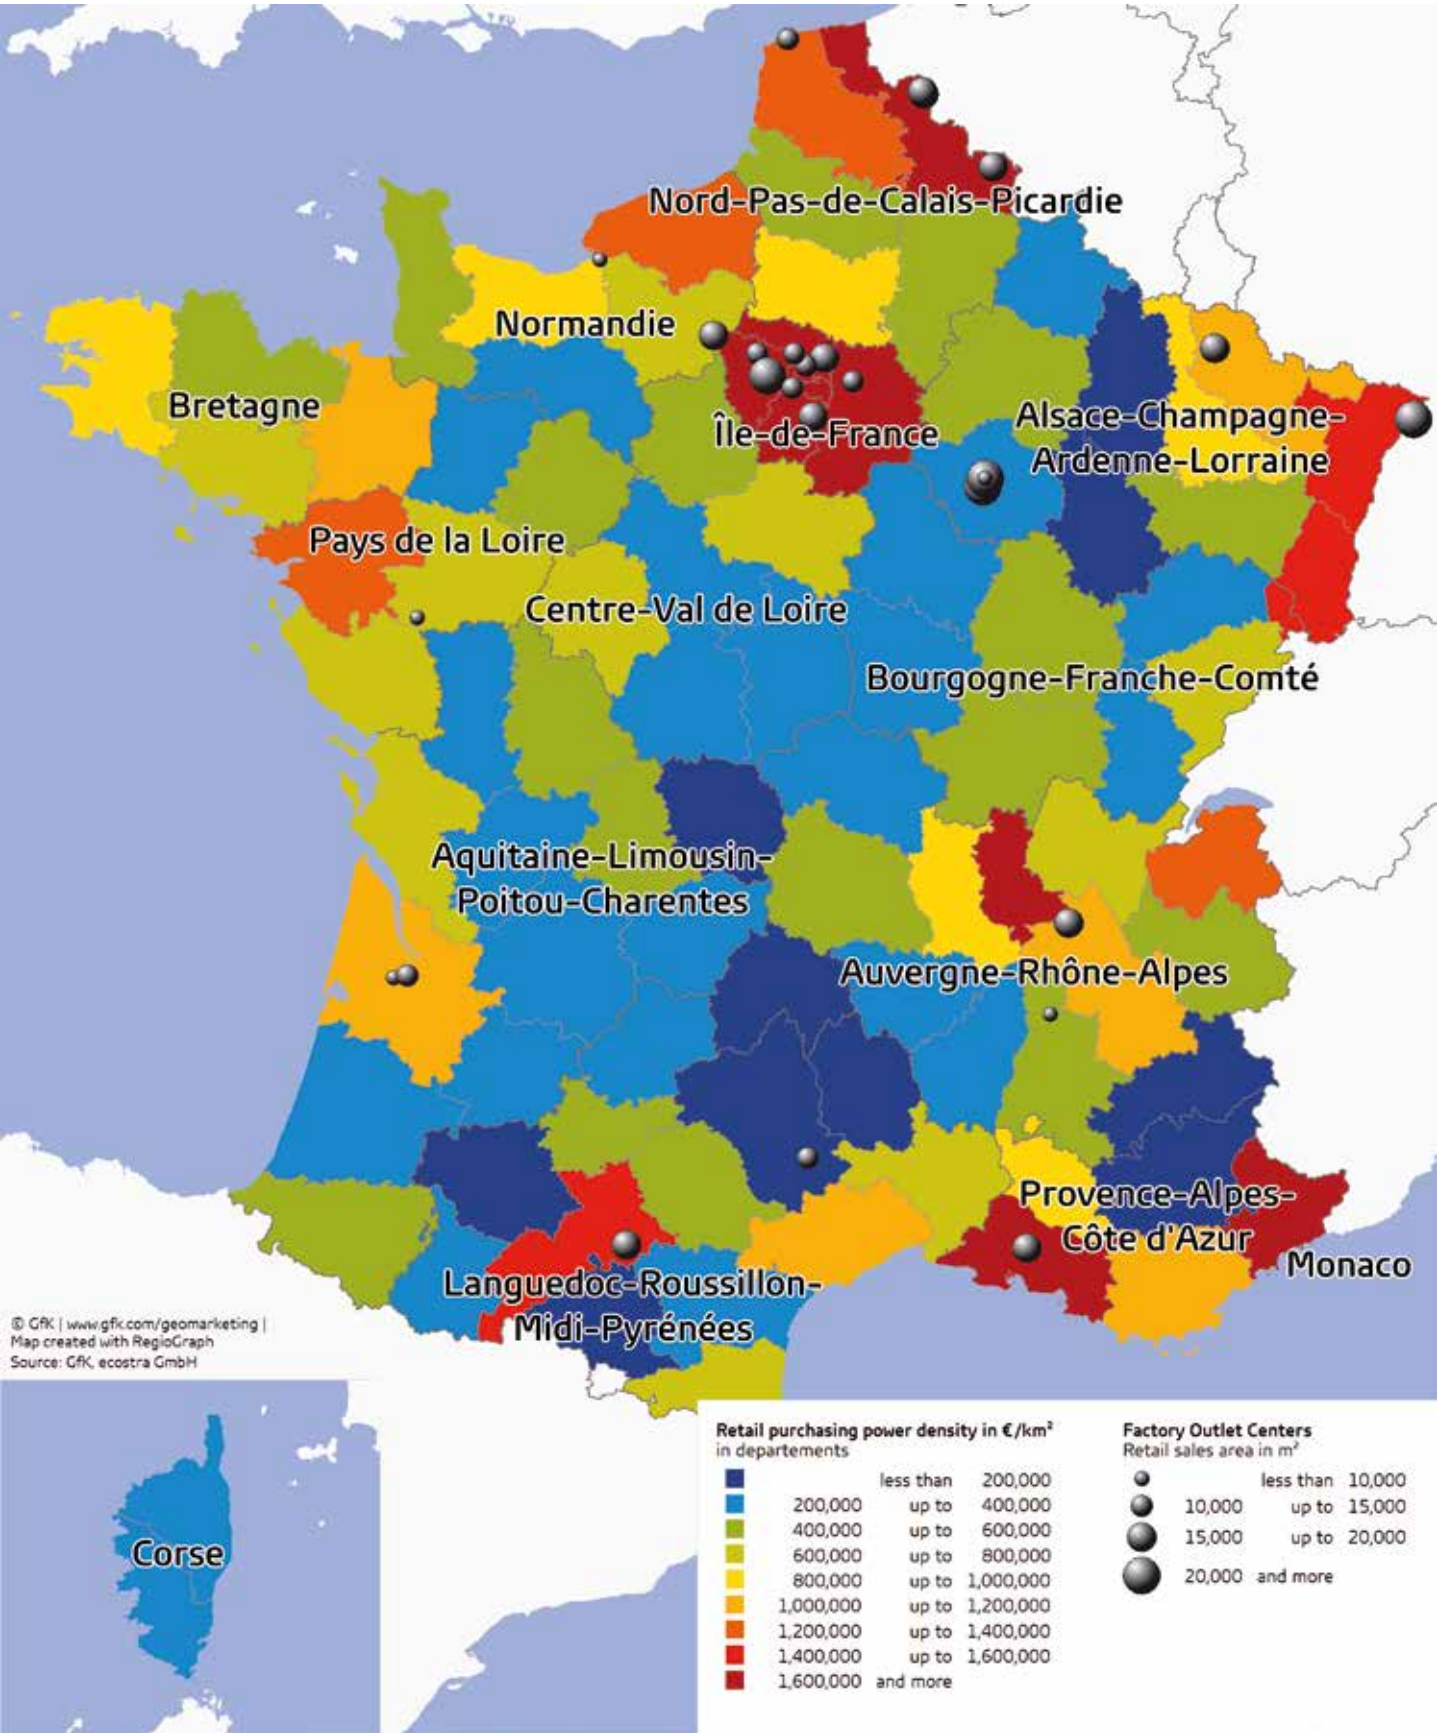 Nord-Pas-de-Calais-Picardie
Normandie
Bretagne
Île-de-France
Alsace-Champagne-
Ardenne-Lorraine
Pays de la Loire
Centre-Val de Loire
Bourgogne-Franche-Comté
Aquitaine-Limousin-
Poitou-Charentes
Auvergne-Rhône-Alpes
Provence-Alpes-
Côte d'Azur
Monaco
Languedoc-Roussillon-
Midi-Pyrénées
© GfK | www.gfk.com/geomarketing |
Map created with RegioGraph
Source: GfK, ecostra GmbH
Corse
Retail purchasing power density in €/km²
in departements
less than 200,000
200,000 up to 400,000
400,000 up to 600,000
600,000 up to 800,000
800,000 up to 1,000,000
1,000,000 up to 1,200,000
1,200,000 up to 1,400,000
1,400,000 up to 1,600,000
1,600,000 and more
Factory Outlet Centers
Retail sales area in m²
less than 10,000
10,000 up to 15,000
15,000 up to 20,000
20,000 and more